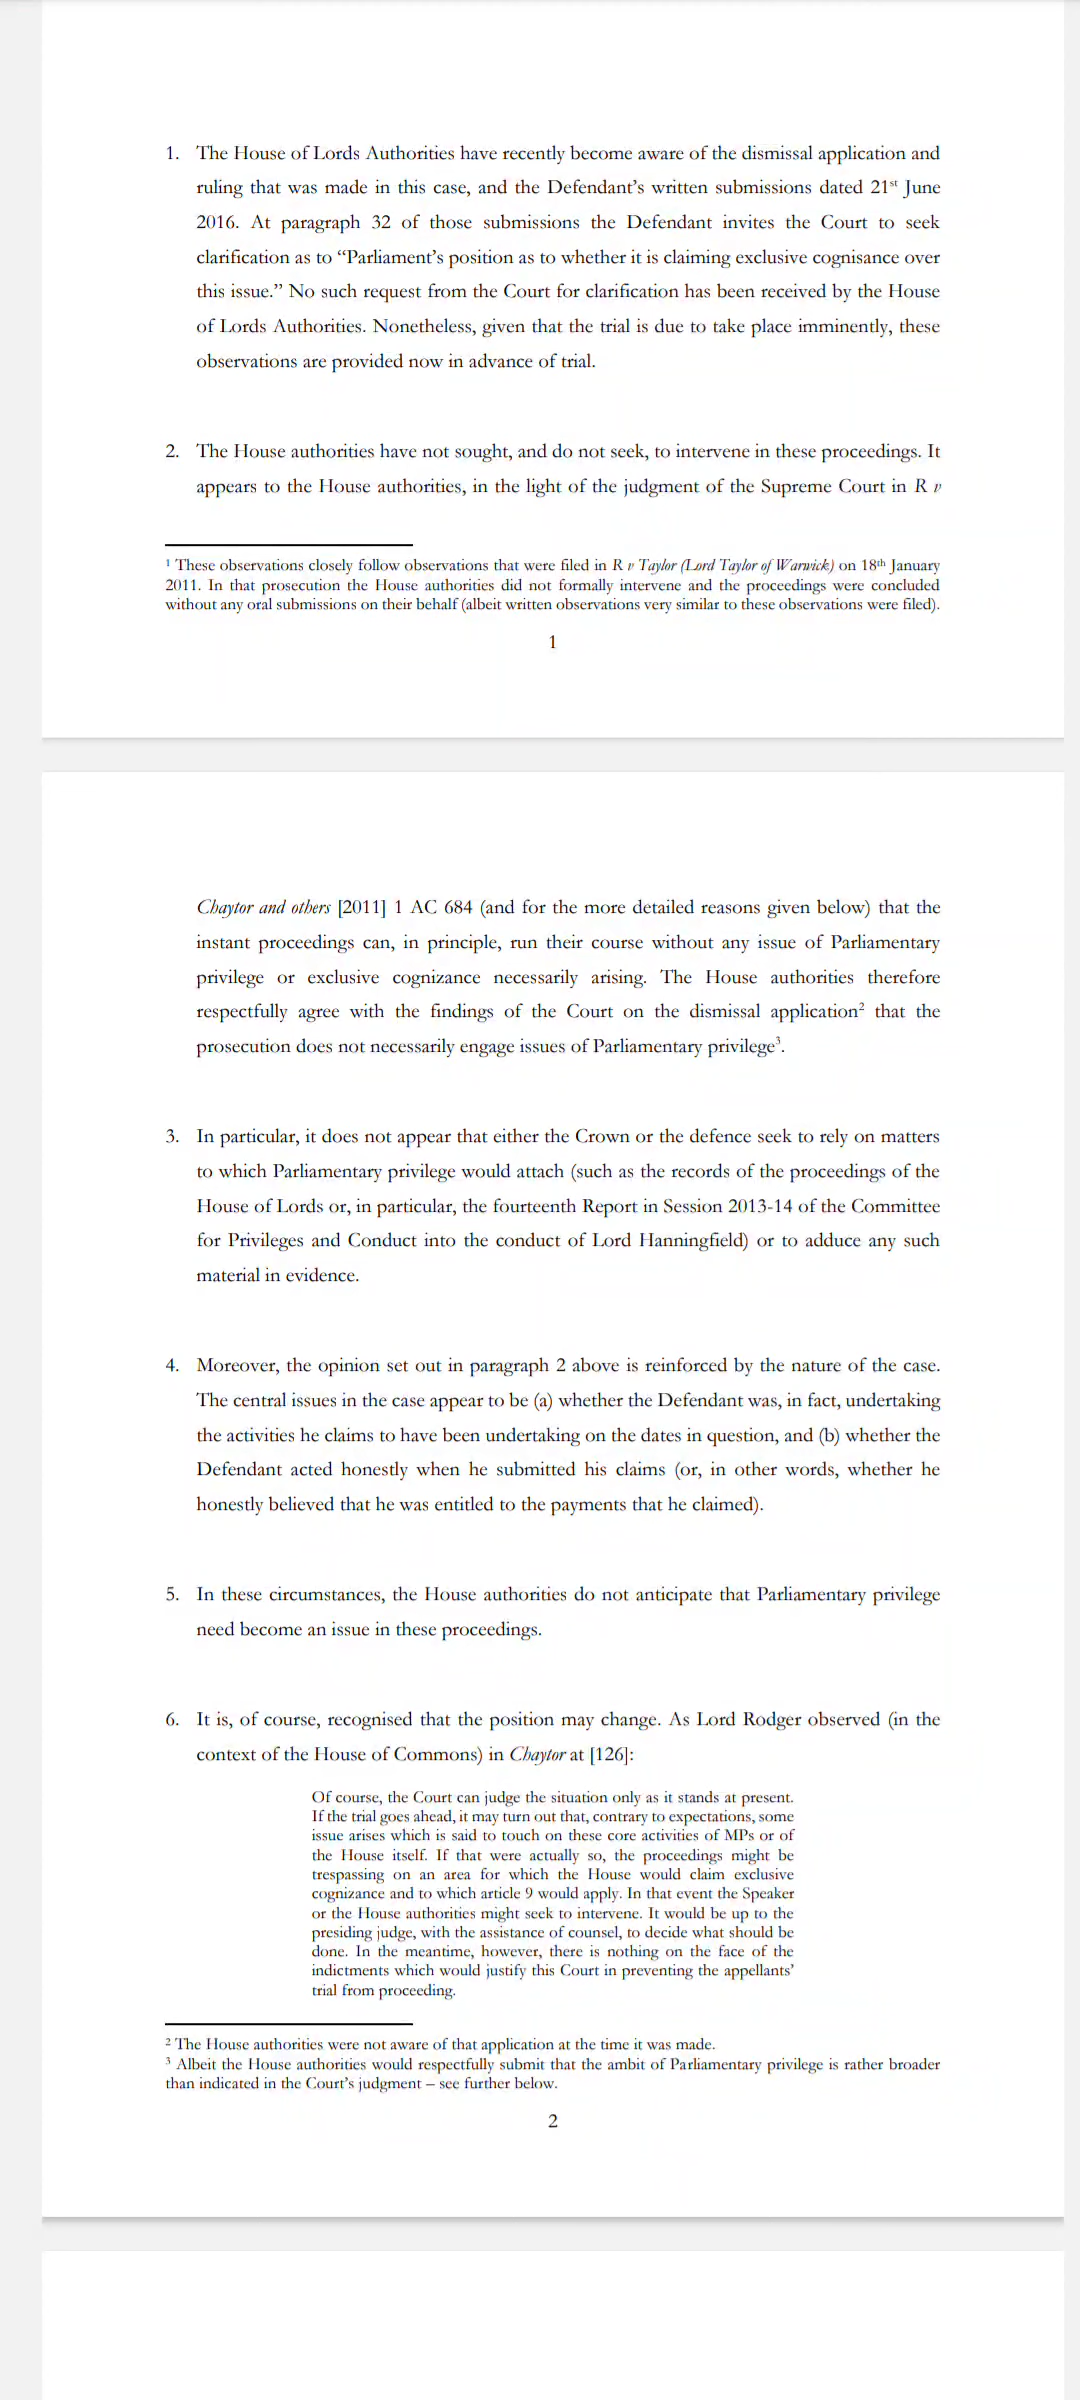 1. The House of Lords Authorities have recently become aware of the dismissal application and
ruling that was made in this case, and the Defendant’s written submissions dated 21st June
2016. At paragraph 32 of those submissions the Defendant invites the Court to seek
clarification as to “Parliament’s position as to whether it is claiming exclusive cognisance over
this issue.” No such request from the Court for clarification has been received by the House
of Lords Authorities. Nonetheless, given that the trial is due to take place imminently, these
observations are provided now in advance of trial.
2. The House authorities have not sought, and do not seek, to intervene in these proceedings. It
appears to the House authorities, in the light of the judgment of the Supreme Court in R v
1 These observations closely follow observations that were filed in R v Taylor (Lord Taylor of Warwick) on 18th January
2011. In that prosecution the House authorities did not formally intervene and the proceedings were concluded
without any oral submissions on their behalf (albeit written observations very similar to these observations were filed).
1
Chaytor and others [2011] 1 AC 684 (and for the more detailed reasons given below) that the
instant proceedings can, in principle, run their course without any issue of Parliamentary
privilege or exclusive cognizance necessarily arising. The House authorities therefore
respectfully agree with the findings of the Court on the dismissal application2 that the
prosecution does not necessarily engage issues of Parliamentary privilege3.
3. In particular, it does not appear that either the Crown or the defence seek to rely on matters
to which Parliamentary privilege would attach (such as the records of the proceedings of the
House of Lords or, in particular, the fourteenth Report in Session 2013-14 of the Committee
for Privileges and Conduct into the conduct of Lord Hanningfield) or to adduce any such
material in evidence.
4. Moreover, the opinion set out in paragraph 2 above is reinforced by the nature of the case.
The central issues in the case appear to be (a) whether the Defendant was, in fact, undertaking
the activities he claims to have been undertaking on the dates in question, and (b) whether the
Defendant acted honestly when he submitted his claims (or, in other words, whether he
honestly believed that he was entitled to the payments that he claimed).
5. In these circumstances, the House authorities do not anticipate that Parliamentary privilege
need become an issue in these proceedings.
6. It is, of course, recognised that the position may change. As Lord Rodger observed (in the
context of the House of Commons) in Chaytor at [126]:
Of course, the Court can judge the situation only as it stands at present.
If the trial goes ahead, it may turn out that, contrary to expectations, some
issue arises which is said to touch on these core activities of MPs or of
the House itself. If that were actually so, the proceedings might be
trespassing on an area for which the House would claim exclusive
cognizance and to which article 9 would apply. In that event the Speaker
or the House authorities might seek to intervene. It would be up to the
presiding judge, with the assistance of counsel, to decide what should be
done. In the meantime, however, there is nothing on the face of the
indictments which would justify this Court in preventing the appellants’
trial from proceeding.
2 The House authorities were not aware of that application at the time it was made.
3 Albeit the House authorities would respectfully submit that the ambit of Parliamentary privilege is rather broader
than indicated in the Court’s judgment – see further below.
2